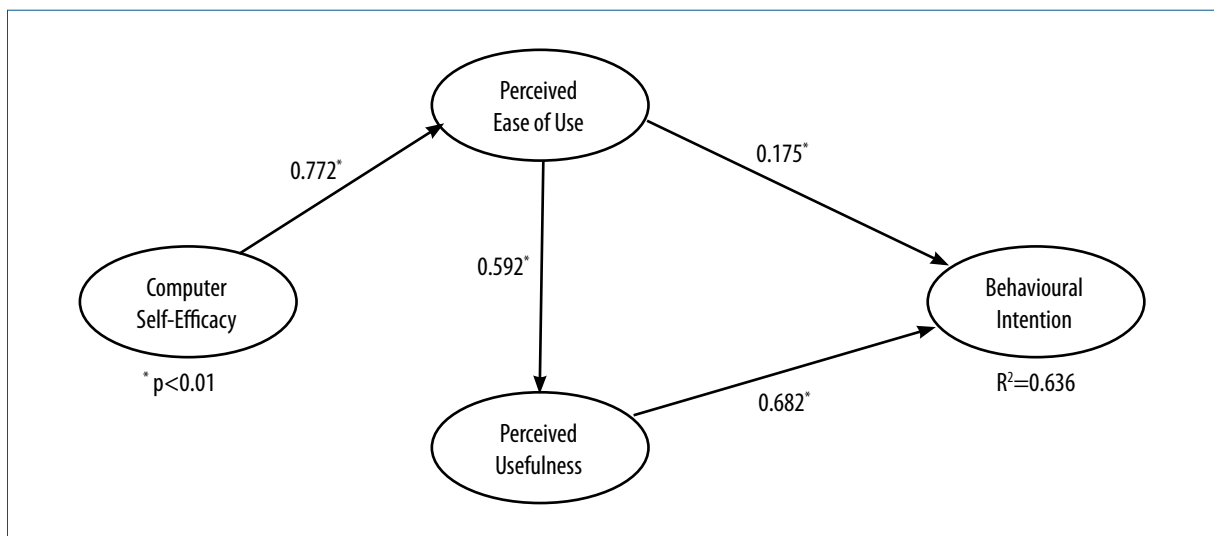 Perceived
Ease of Use
0.772*
0.175*
0.592*
Computer
Self-Efficacy
Behavioural
Intention
* p<0.01
R²=0.636
0.682*
Perceived
Usefulness